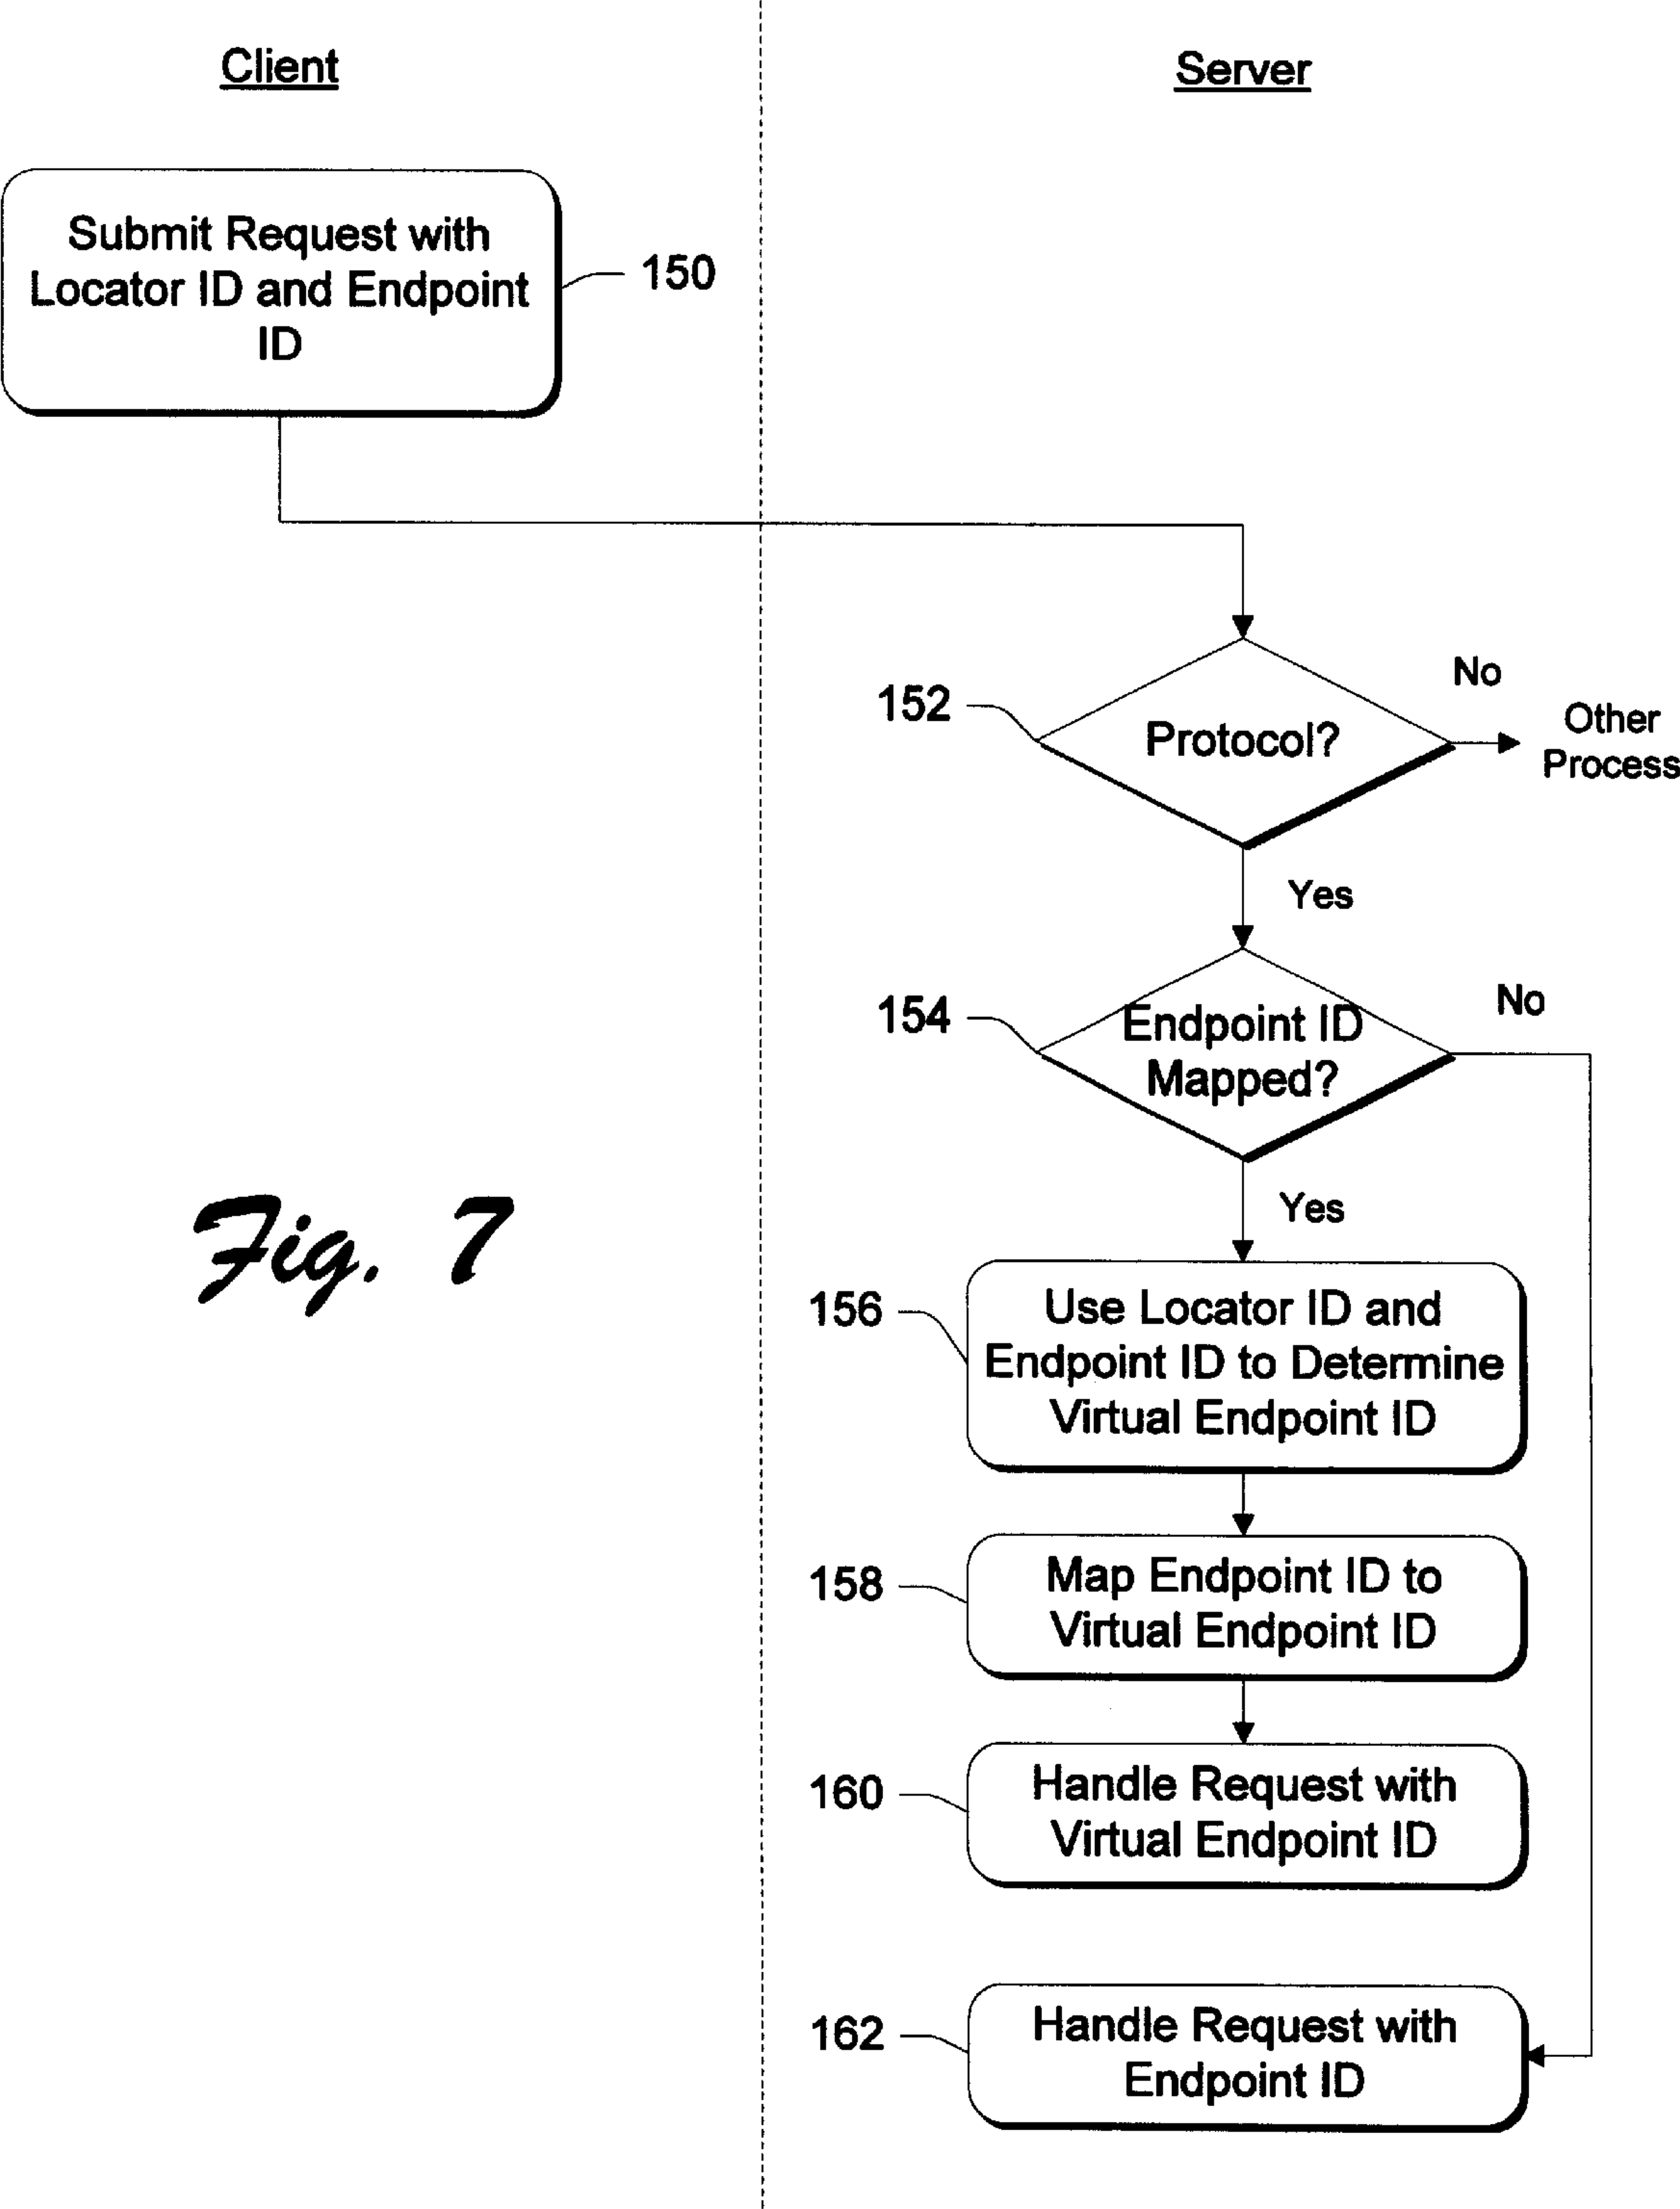 Client
Server
Submit Request with
Locator ID and Endpoint
ID
150
152
Protocol?
No
Other
Process
Yes
154
Endpoint ID
Mapped?
No
Yes
Fig. 7
156
Use Locator ID and
Endpoint ID to Determine
Virtual Endpoint ID
158
Map Endpoint ID to
Virtual Endpoint ID
160
Handle Request with
Virtual Endpoint ID
162
Handle Request with
Endpoint ID